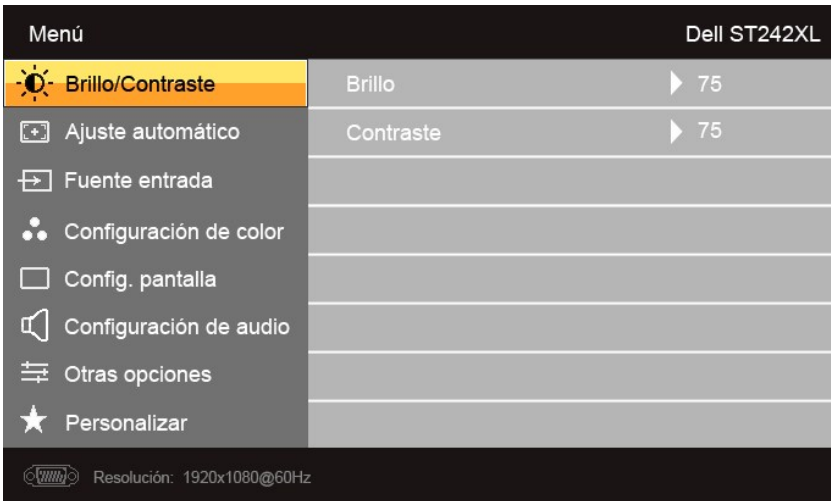 Menú Dell ST242XL
Brillo/Contraste Brillo 75
Ajuste automático Contraste 75
Fuente entrada
Configuración de color
Config. pantalla
Configuración de audio
Otras opciones
Personalizar
Resolución: 1920x1080@60Hz